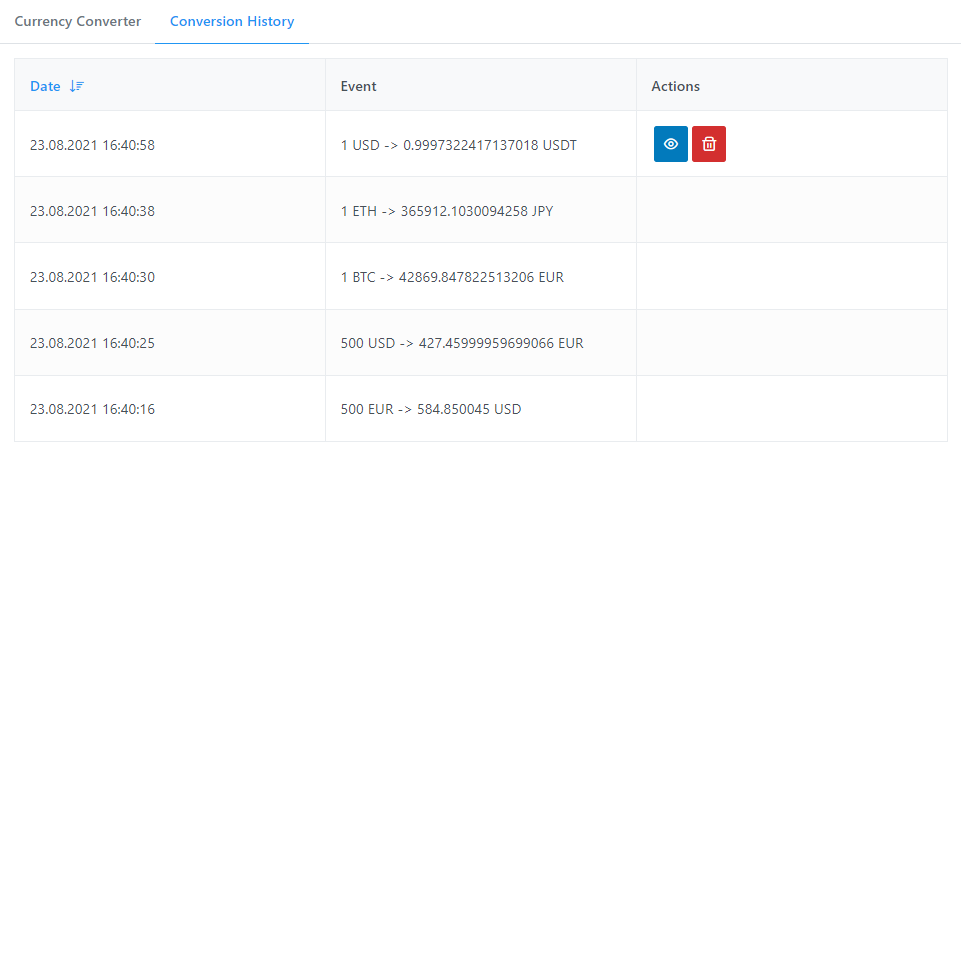 Currency Converter Conversion History
Date Event Actions
23.08.2021 16:40:58 1 USD -> 0.9997322417137018 USDT
23.08.2021 16:40:38 1 ETH -> 365912.1030094258 JPY
23.08.2021 16:40:30 1 BTC -> 42869.847822513206 EUR
23.08.2021 16:40:25 500 USD -> 427.45999959699066 EUR
23.08.2021 16:40:16 500 EUR -> 584.850045 USD